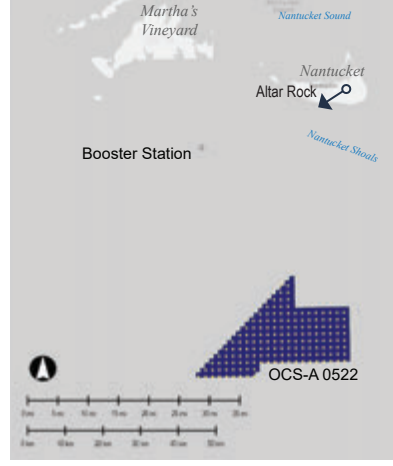 Martha's
Vineyard
Nantucket Sound
Nantucket
Altar Rock
Nantucket Shoals
Booster Station
OCS-A 0522